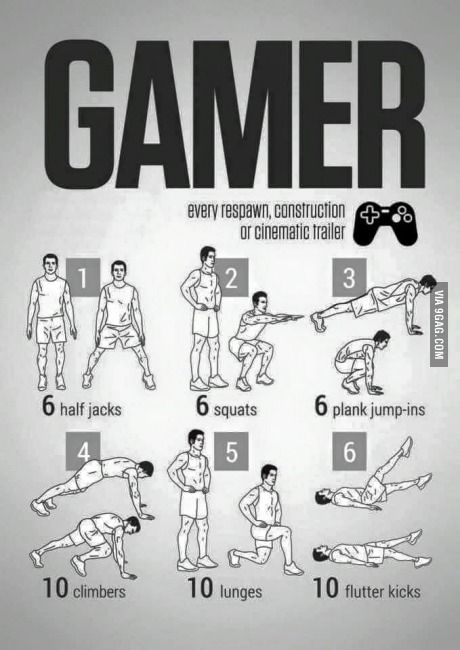 GAMER
every respawn, construction
or cinematic trailer
1
2
3
6 half jacks
6 squats
6 plank jump-ins
4
5
6
10 climbers
10 lunges
10 flutter kicks
VIA 9GAG.COM